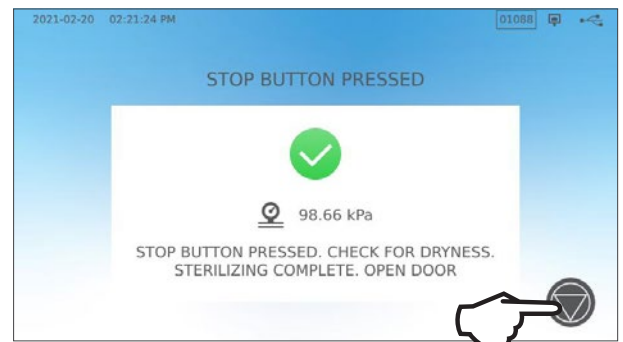 2021-02-20 02:21:24 PM 01088
STOP BUTTON PRESSED
98.66 kPa
STOP BUTTON PRESSED. CHECK FOR DRYNESS.
STERILIZING COMPLETE. OPEN DOOR